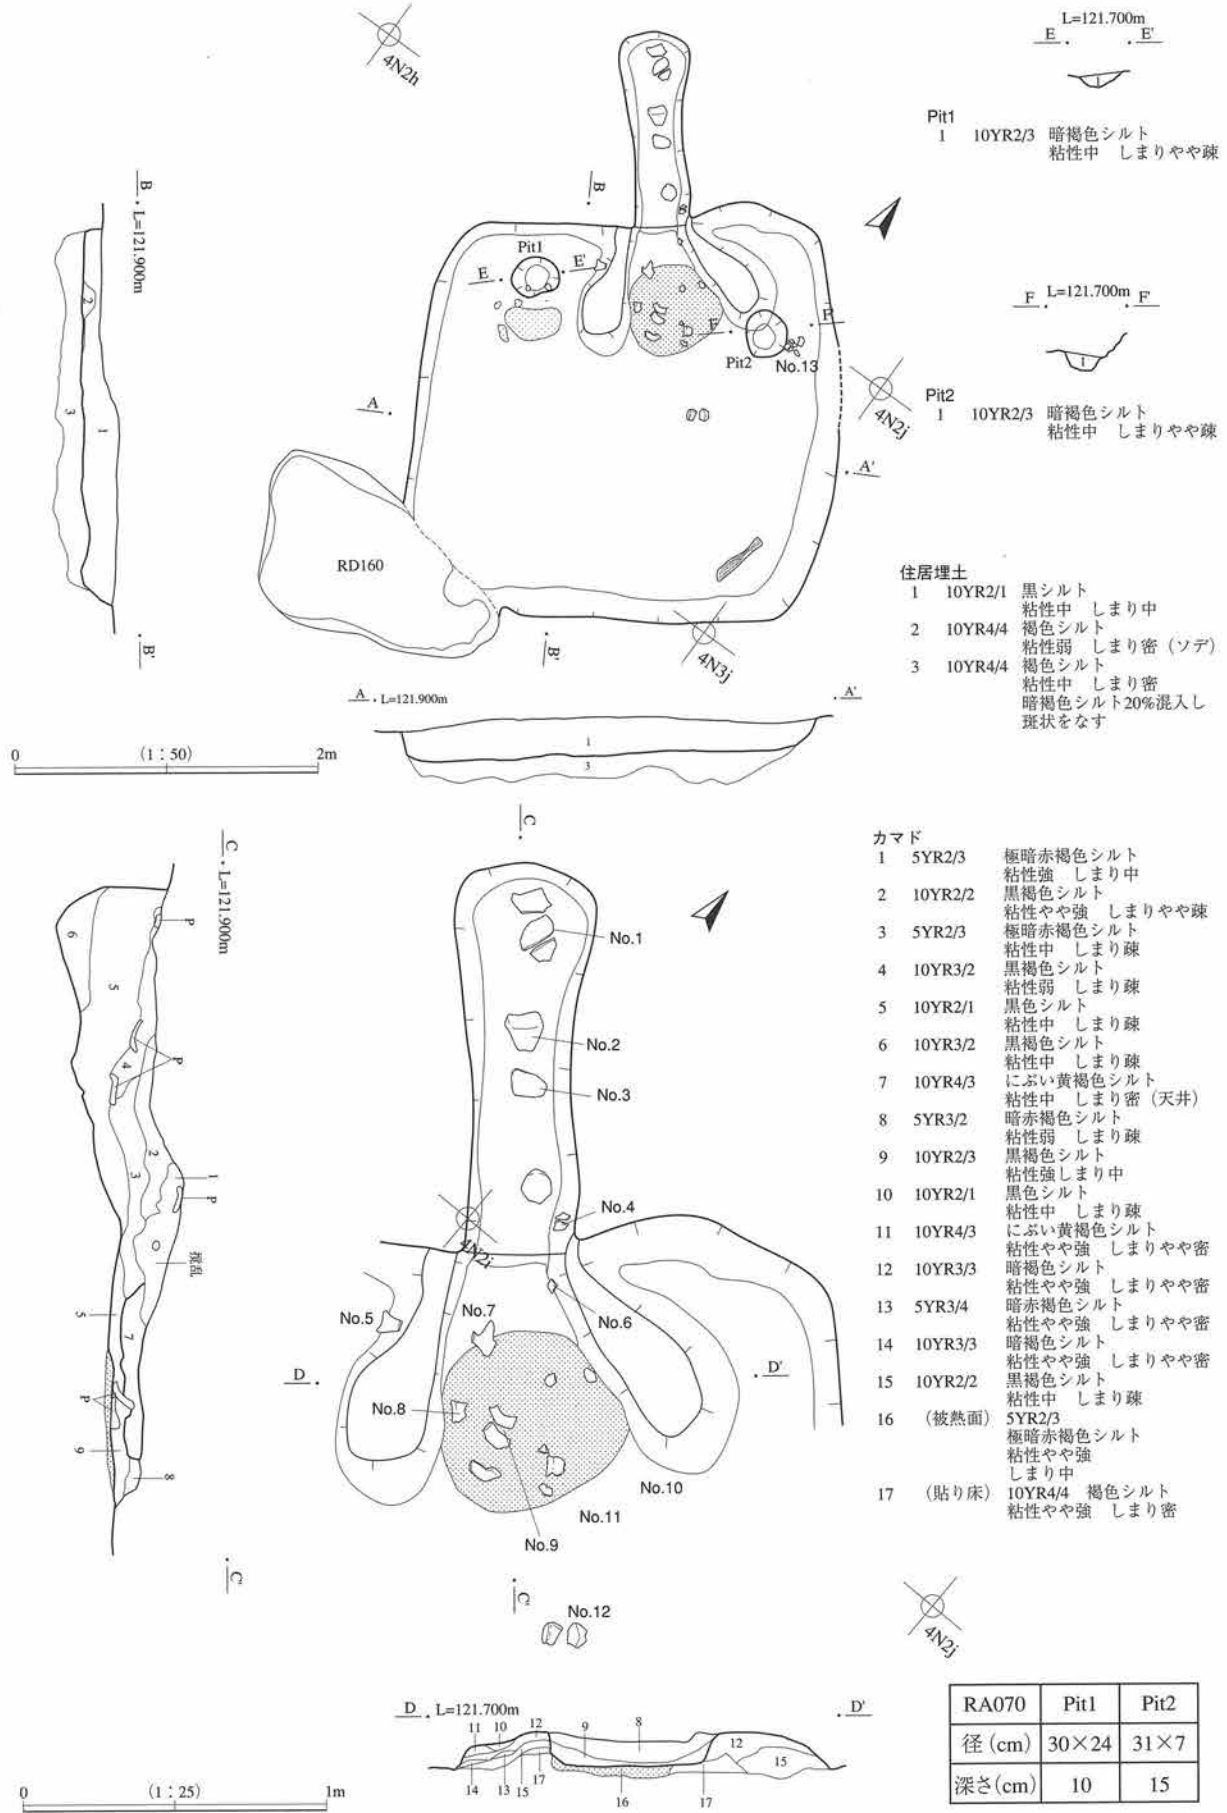 4N2h
L=121.700m
E E'
Pit1
1 10YR2/3 暗褐色シルト
粘性中 しまりやや疎
B
B . L=121.900m
Pit1
E E'
2
3
1
F F'
Pit2 No.13
F L=121.700m F'
1
Pit2
1 10YR2/3 暗褐色シルト
粘性中 しまりやや疎
A
4N2j
A'
RD160
B'
B'
4N3j
住居埋土
1 10YR2/1 黒シルト
粘性中 しまり中
2 10YR4/4 褐色シルト
粘性弱 しまり密(ソデ)
3 10YR4/4 褐色シルト
粘性中 しまり密
暗褐色シルト20%混入し
斑状をなす
A . L=121.900m A'
1
3
0 (1:50) 2m
C
C . L=121.900m
P
6
5
4
P
2
3
1
P
撹乱
5
7
P
9
8
C'
No.1
No.2
No.3
No.4
4N2i
No.5
No.7
No.6
D D'
No.8
No.10
No.11
No.9
C'
No.12
4N2j
カマド
1 5YR2/3 極暗赤褐色シルト
粘性強 しまり中
2 10YR2/2 黒褐色シルト
粘性やや強 しまりやや疎
3 5YR2/3 極暗赤褐色シルト
粘性中 しまり疎
4 10YR3/2 黒褐色シルト
粘性弱 しまり疎
5 10YR2/1 黒色シルト
粘性中 しまり疎
6 10YR3/2 黒褐色シルト
粘性中 しまり疎
7 10YR4/3 にぶい黄褐色シルト
粘性中 しまり密(天井)
8 5YR3/2 暗赤褐色シルト
粘性弱 しまり疎
9 10YR2/3 黒褐色シルト
粘性強しまり中
10 10YR2/1 黒色シルト
粘性中 しまり疎
11 10YR4/3 にぶい黄褐色シルト
粘性やや強 しまりやや密
12 10YR3/3 暗褐色シルト
粘性やや強 しまりやや密
13 5YR3/4 暗赤褐色シルト
粘性やや強 しまりやや密
14 10YR3/3 暗褐色シルト
粘性やや強 しまりやや密
15 10YR2/2 黒褐色シルト
粘性中 しまり疎
16 (被熱面) 5YR2/3
極暗赤褐色シルト
粘性やや強
しまり中
17 (貼り床) 10YR4/4 褐色シルト
粘性やや強 しまり密
D . L=121.700m D'
11 10 12 9 8 12 15
14 13 15 17 16 17
0 (1:25) 1m
RA070 Pit1 Pit2
径(cm) 30×24 31×7
深さ(cm) 10 15